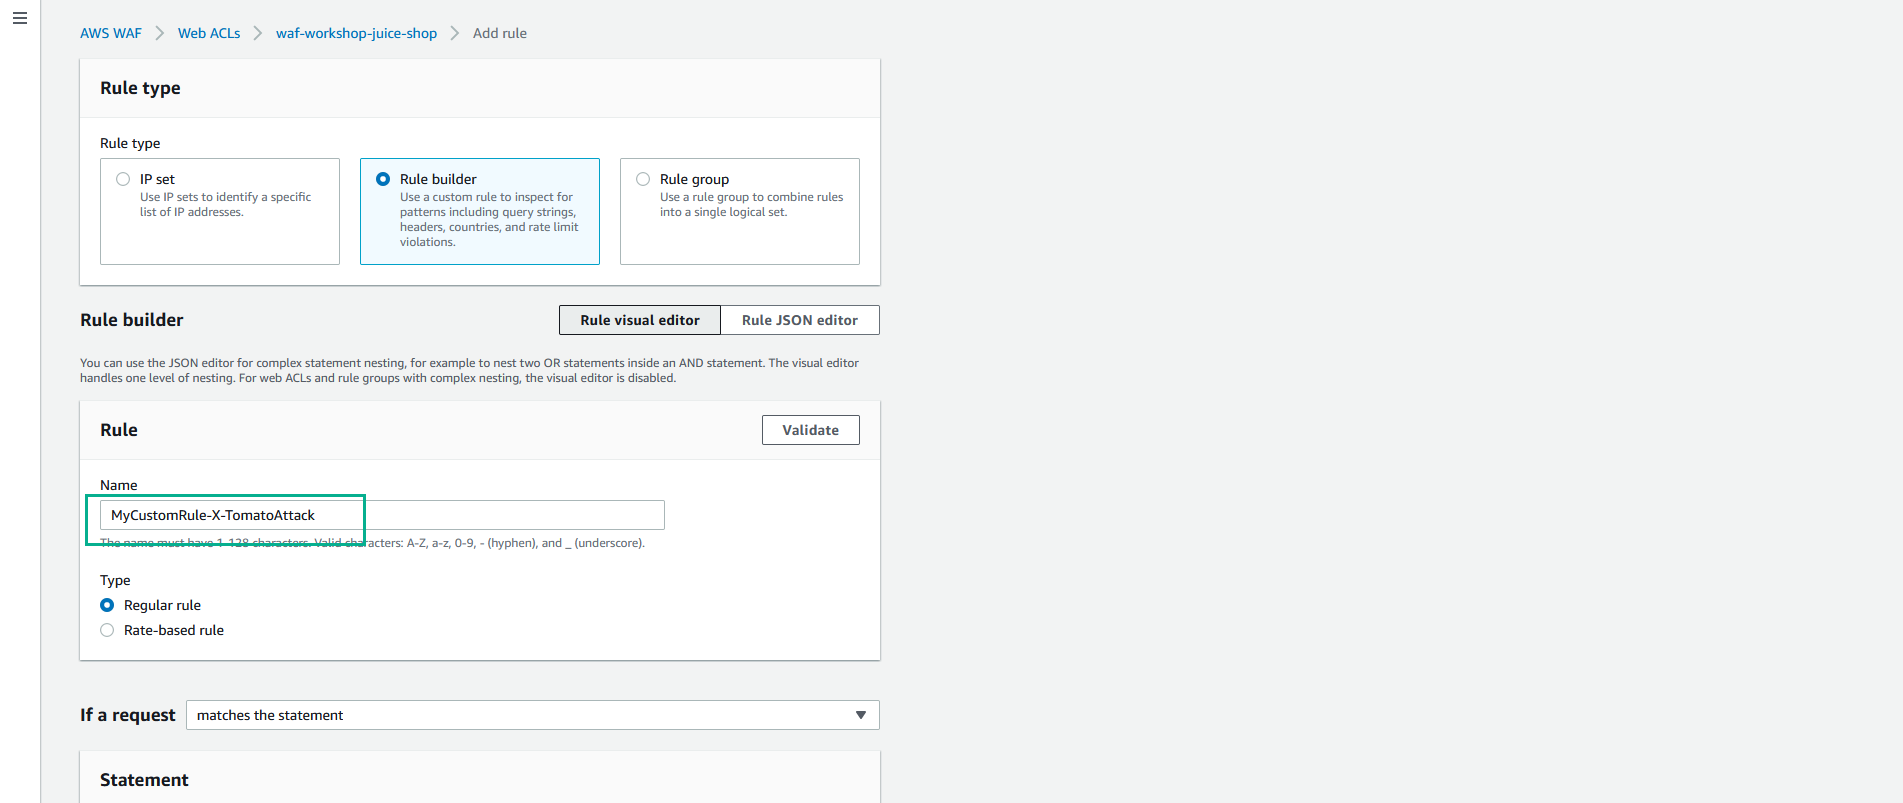 AWS WAF > Web ACLs > waf-workshop-juice-shop > Add rule
Rule type
Rule type
IP set
Use IP sets to identify a specific
list of IP addresses.
Rule builder
Use a custom rule to inspect for
patterns including query strings,
headers, countries, and rate limit
violations.
Rule group
Use a rule group to combine rules
into a single logical set.
Rule builder
Rule visual editor
Rule JSON editor
You can use the JSON editor for complex statement nesting, for example to nest two OR statements inside an AND statement. The visual editor
handles one level of nesting. For web ACLs and rule groups with complex nesting, the visual editor is disabled.
Rule
Validate
Name
MyCustomRule-X-TomatoAttack
The name must have 1-128 characters. Valid characters: A-Z, a-z, 0-9, - (hyphen), and _ (underscore).
Type
Regular rule
Rate-based rule
If a request
matches the statement
Statement